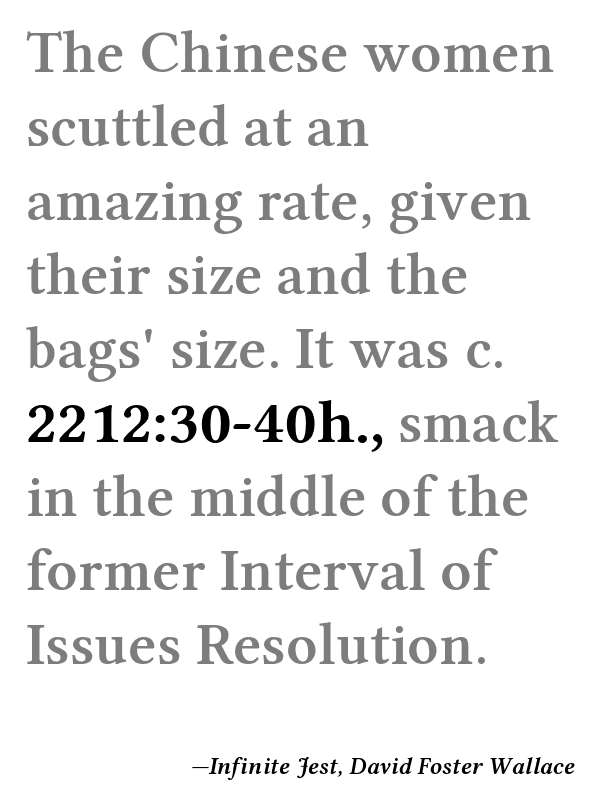 The Chinese women
scuttled at an
amazing rate, given
their size and the
bags' size. It was c.
2212:30-40h., smack
in the middle of the
former Interval of
Issues Resolution.
—Infinite Jest, David Foster Wallace